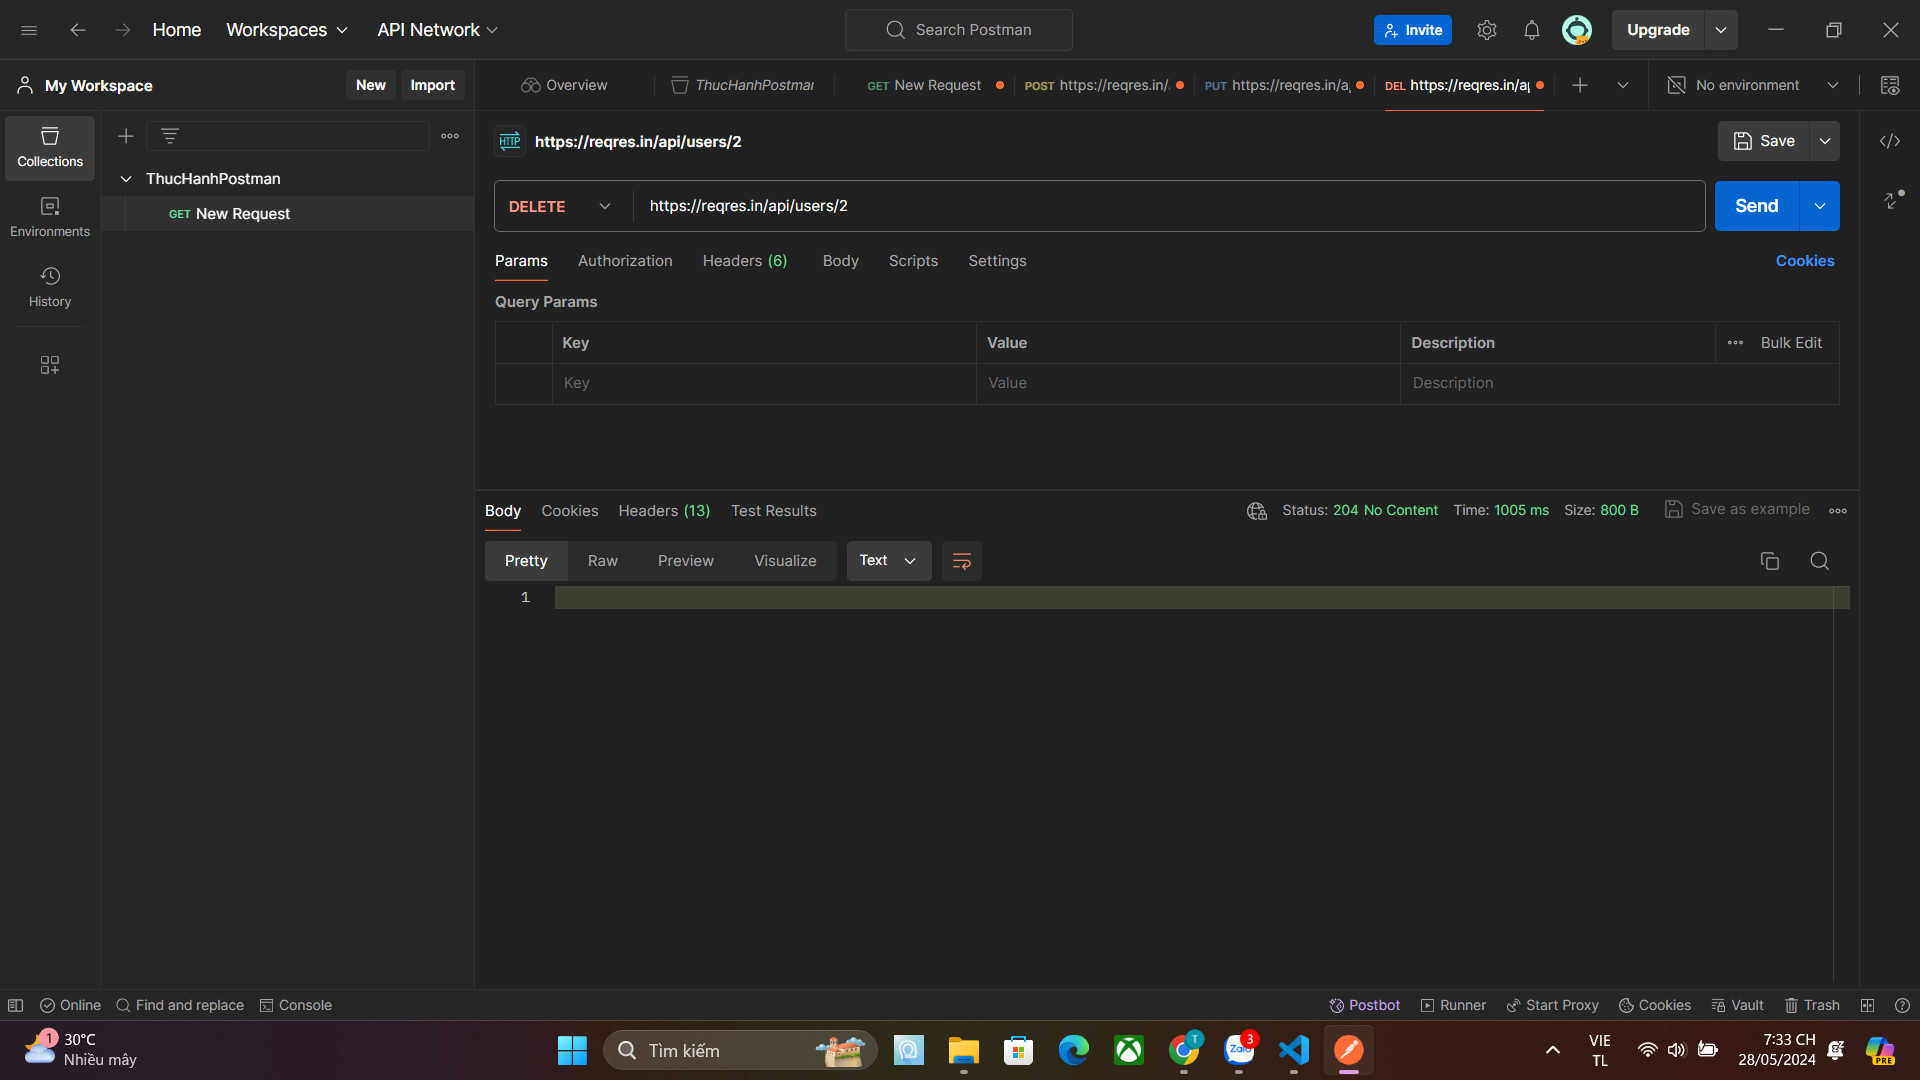 Home
Workspaces
API Network
Search Postman
Invite
Upgrade
My Workspace
New
Import
Overview
ThucHanhPostmar
GET New Request
POST https://reqres.in/
PUT https://reqres.in/a
DEL https://reqres.in/a
No environment
Collections
Environments
History
ThucHanhPostman
GET New Request
HTTP https://reqres.in/api/users/2
Save
DELETE
https://reqres.in/api/users/2
Send
Params
Authorization
Headers (6)
Body
Scripts
Settings
Cookies
Query Params
Key
Value
Description
Bulk Edit
Key
Value
Description
Body
Cookies
Headers (13)
Test Results
Status: 204 No Content
Time: 1005 ms
Size: 800 B
Save as example
Pretty
Raw
Preview
Visualize
Text
1
Online
Find and replace
Console
Postbot
Runner
Start Proxy
Cookies
Vault
Trash
1
30°C
Nhiều mây
Tìm kiếm
T
Zalo
3
VIE
TL
7:33 CH
28/05/2024
PRE